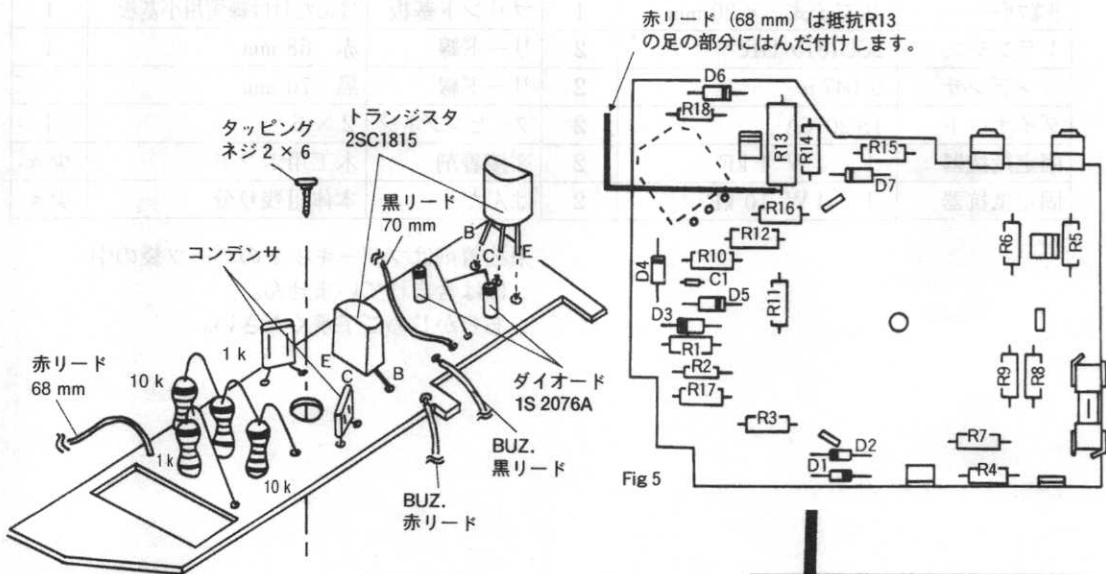 赤リード（68 mm）は抵抗R13
の足の部分にはんだ付けします。
タッピング
ネジ 2 × 6
トランジスタ
2SC1815
黒リード
70 mm
コンデンサ
B
C
E
1 k
10 k
赤リード
68 mm
1 k
10 k
E
C
B
ダイオード
1S 2076A
BUZ.
黒リード
BUZ.
赤リード
D6
R18
R13
R14
R15
D7
R16
R12
R10
D4
C1
D5
R11
D3
R1
R2
R17
R3
R6
R5
R9
R8
R7
D2
D1
R4
Fig 5